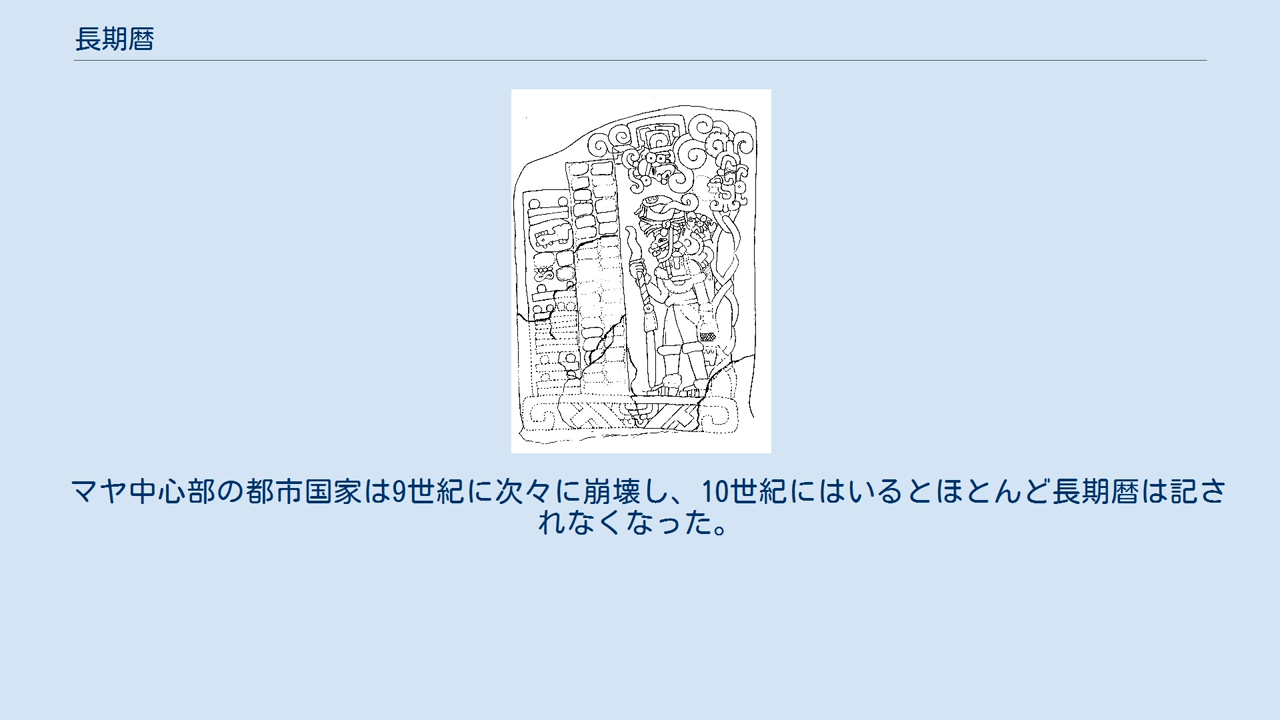 長期暦
マヤ中心部の都市国家は9世紀に次々に崩壊し、10世紀にはいるとほとんど長期暦は記さ
れなくなった。